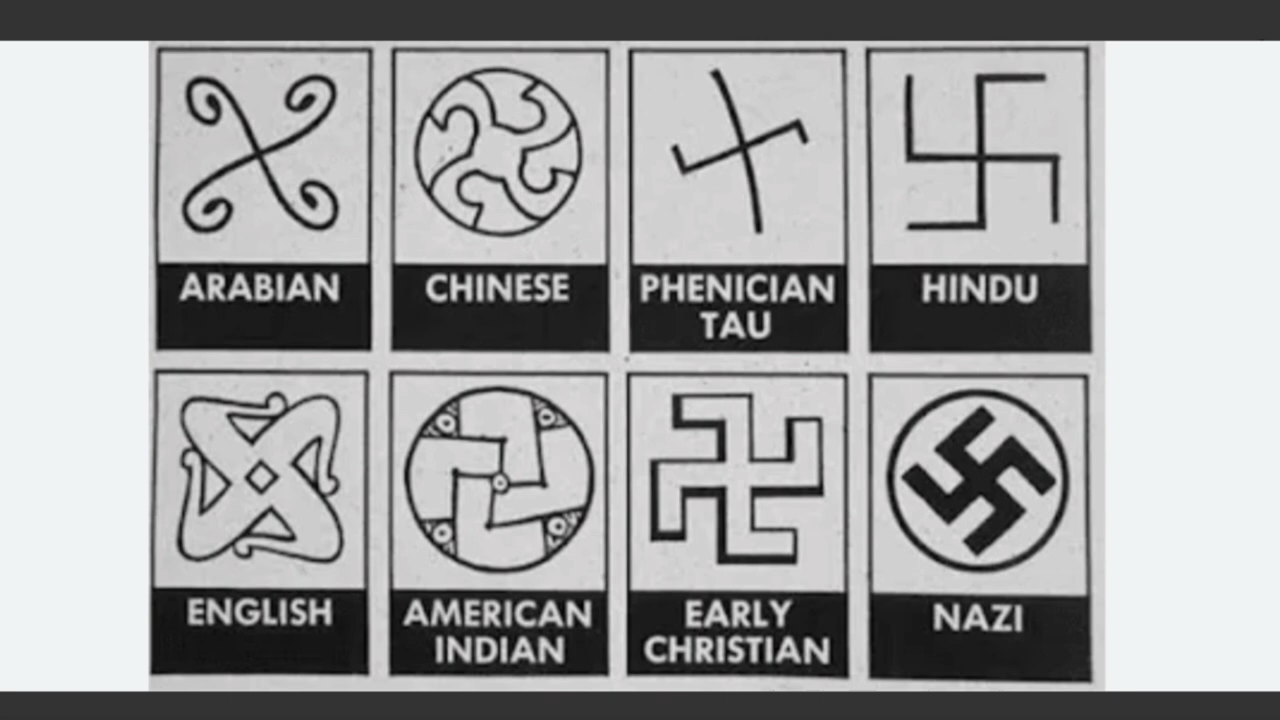 ARABIAN
CHINESE
PHENICIAN
TAU
HINDU
ENGLISH
AMERICAN
INDIAN
EARLY
CHRISTIAN
NAZI